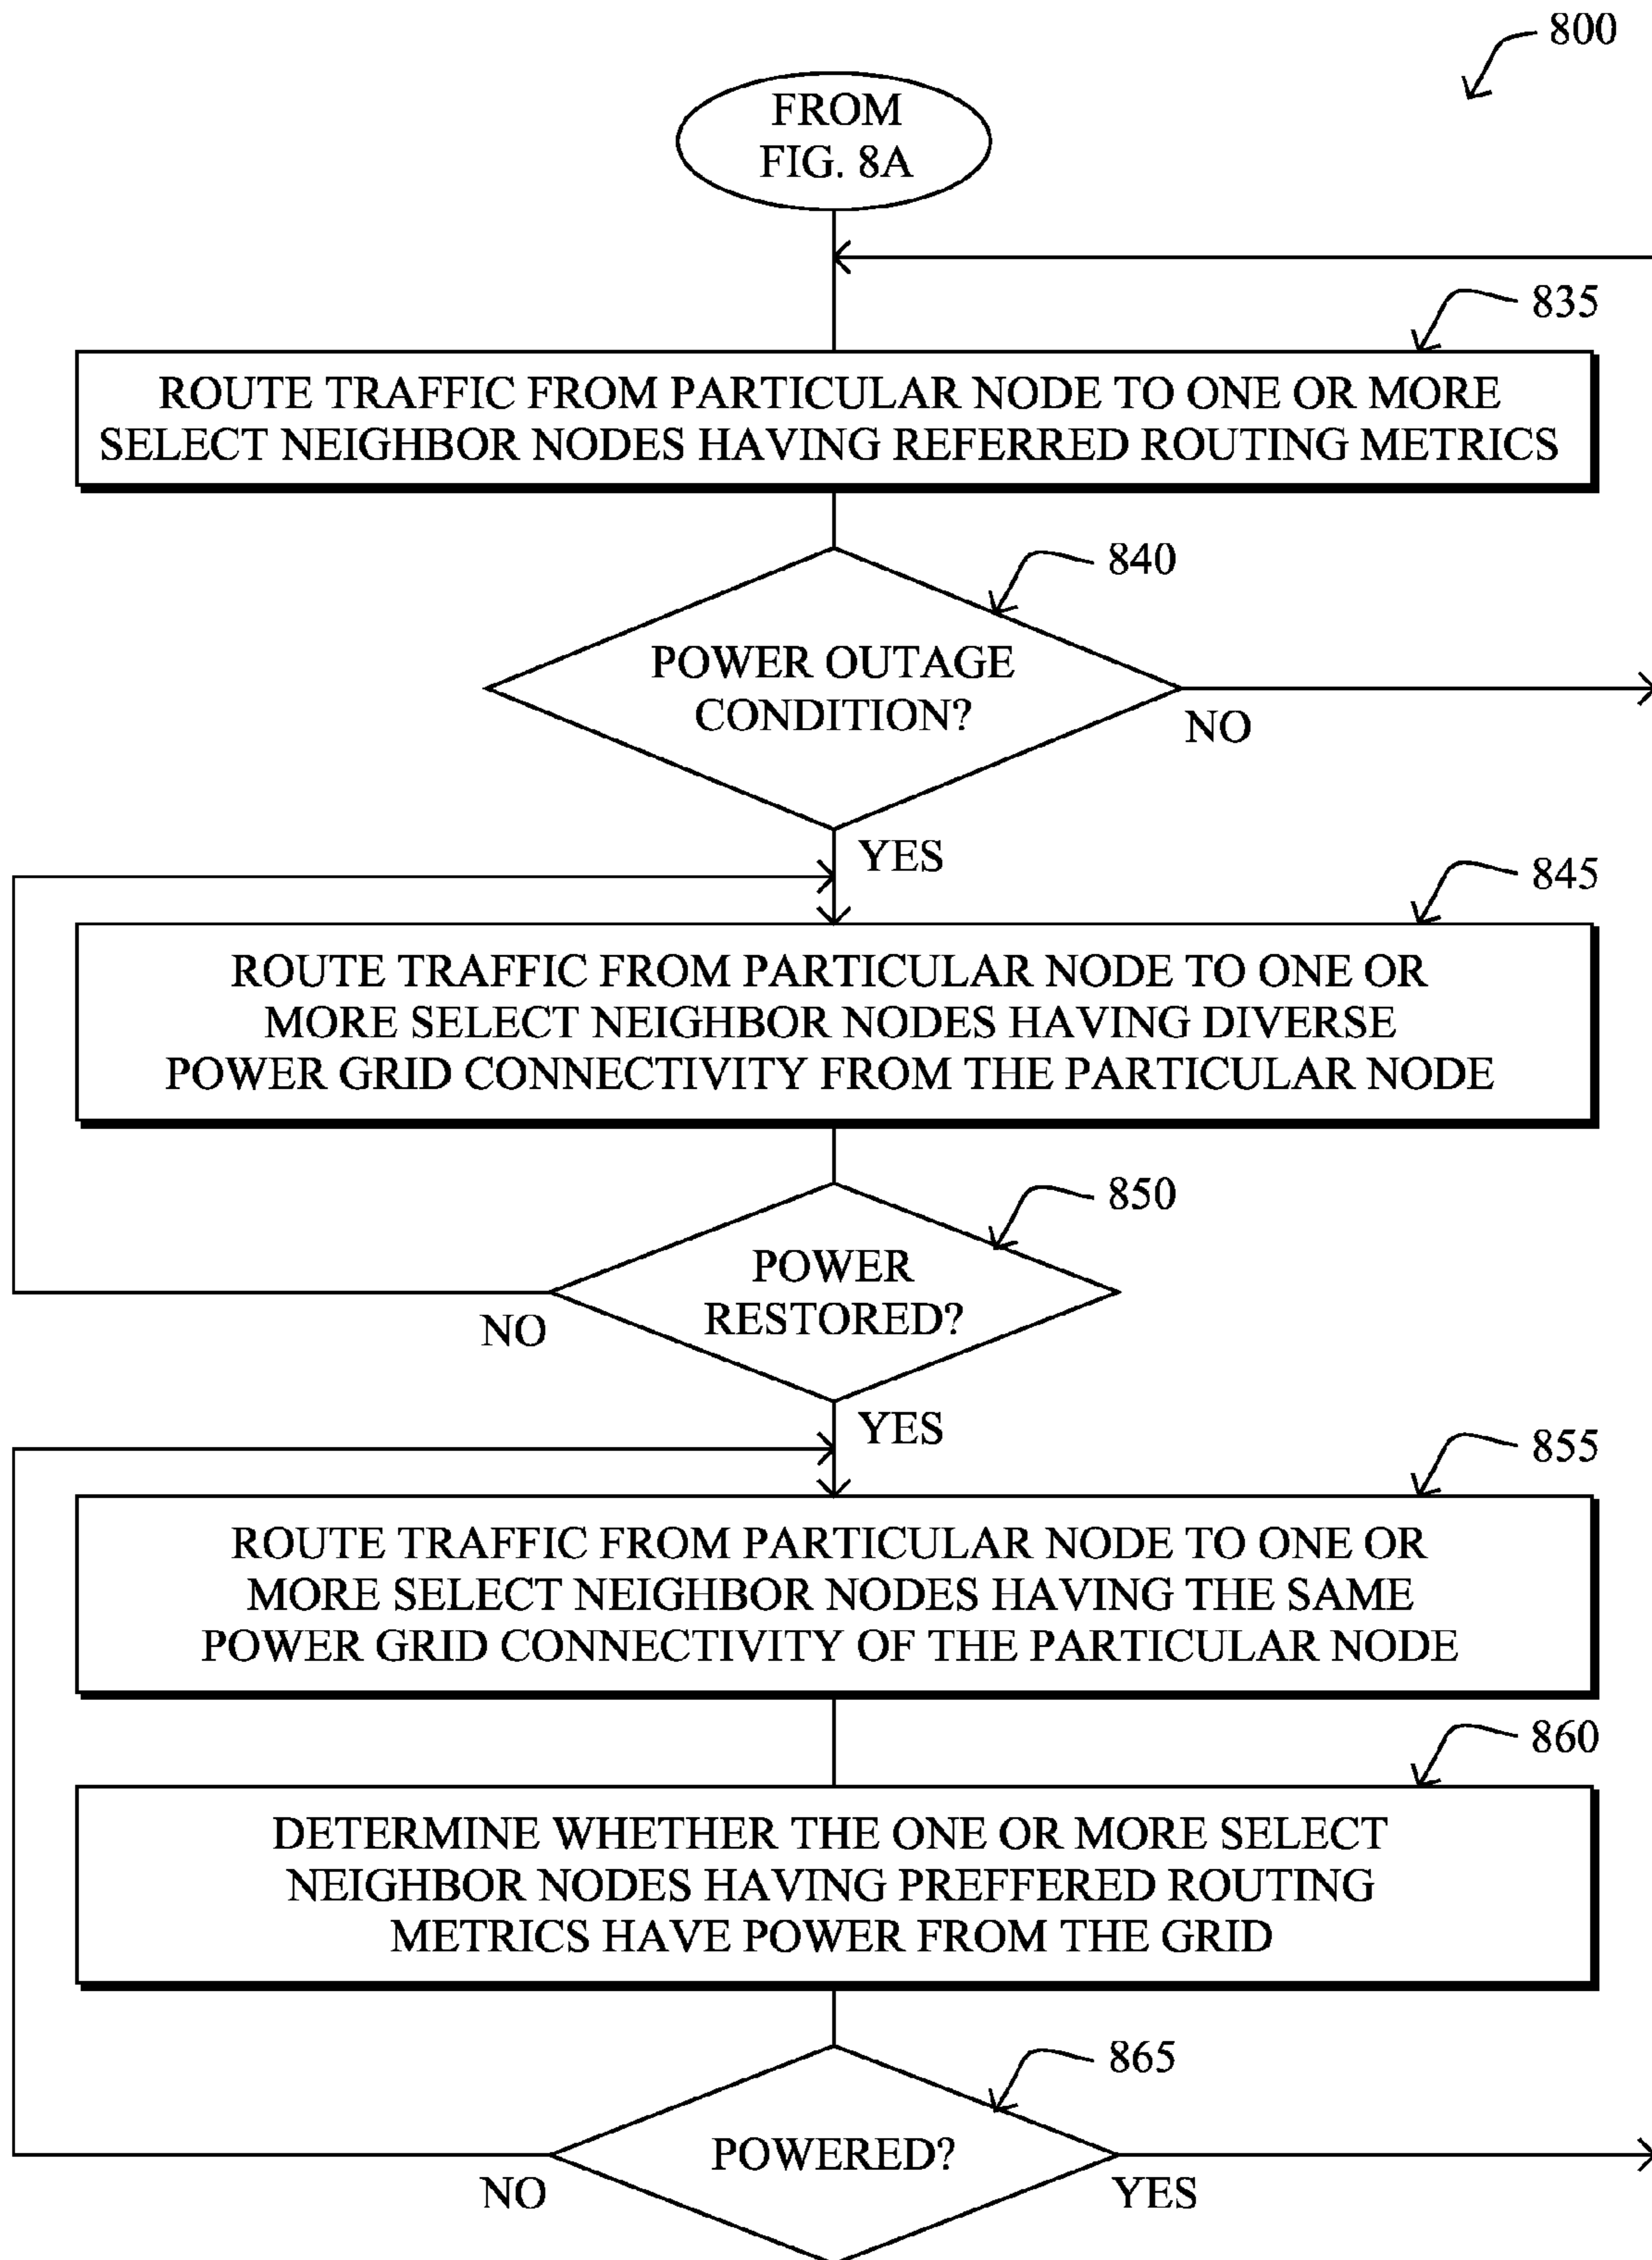 800
FROM
FIG. 8A
835
ROUTE TRAFFIC FROM PARTICULAR NODE TO ONE OR MORE
SELECT NEIGHBOR NODES HAVING REFERRED ROUTING METRICS
840
POWER OUTAGE
CONDITION?
NO
YES
845
ROUTE TRAFFIC FROM PARTICULAR NODE TO ONE OR
MORE SELECT NEIGHBOR NODES HAVING DIVERSE
POWER GRID CONNECTIVITY FROM THE PARTICULAR NODE
850
POWER
RESTORED?
NO
YES
855
ROUTE TRAFFIC FROM PARTICULAR NODE TO ONE OR
MORE SELECT NEIGHBOR NODES HAVING THE SAME
POWER GRID CONNECTIVITY OF THE PARTICULAR NODE
860
DETERMINE WHETHER THE ONE OR MORE SELECT
NEIGHBOR NODES HAVING PREFFERED ROUTING
METRICS HAVE POWER FROM THE GRID
865
POWERED?
NO
YES